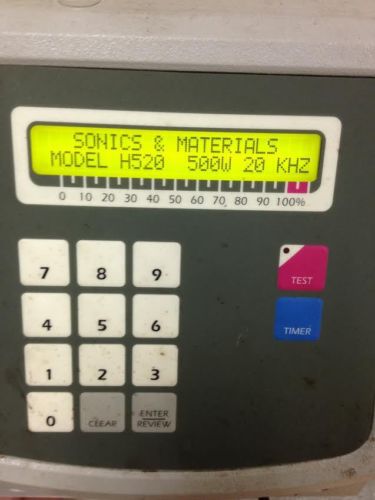 SONICS & MATERIALS
MODEL H520 500W 20 KHZ
0 10 20 30 40 50 60 70 80 90 100%
7 8 9
TEST
4 5 6
TIMER
1 2 3
0 CLEAR ENTER
REVIEW